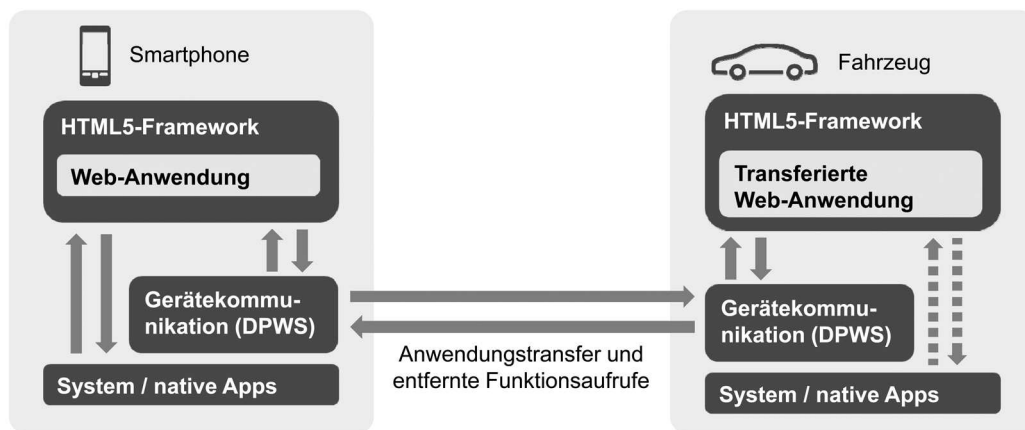 Smartphone
HTML5-Framework
Web-Anwendung
Gerätekommu-
nikation (DPWS)
System / native Apps
Anwendungstransfer und
entfernte Funktionsaufrufe
Fahrzeug
HTML5-Framework
Transferierte
Web-Anwendung
Gerätekommu-
nikation (DPWS)
System / native Apps